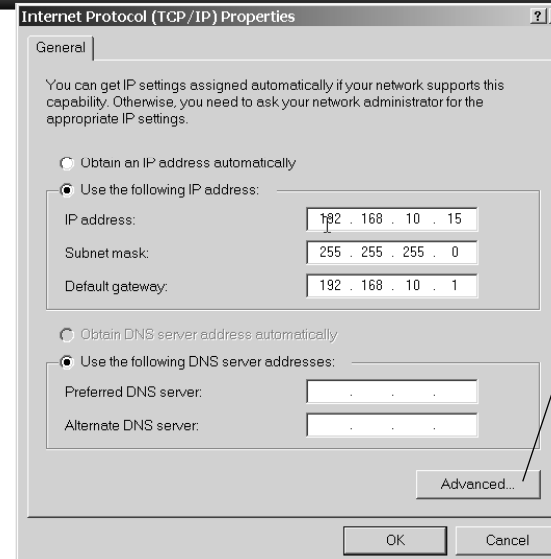 Internet Protocol (TCP/IP) Properties
?
General
You can get IP settings assigned automatically if your network supports this
capability. Otherwise, you need to ask your network administrator for the
appropriate IP settings.
Obtain an IP address automatically
Use the following IP address:
IP address: 192 . 168 . 10 . 15
Subnet mask: 255 . 255 . 255 . 0
Default gateway: 192 . 168 . 10 . 1
Obtain DNS server address automatically
Use the following DNS server addresses:
Preferred DNS server: . . .
Alternate DNS server: . . .
Advanced...
OK Cancel